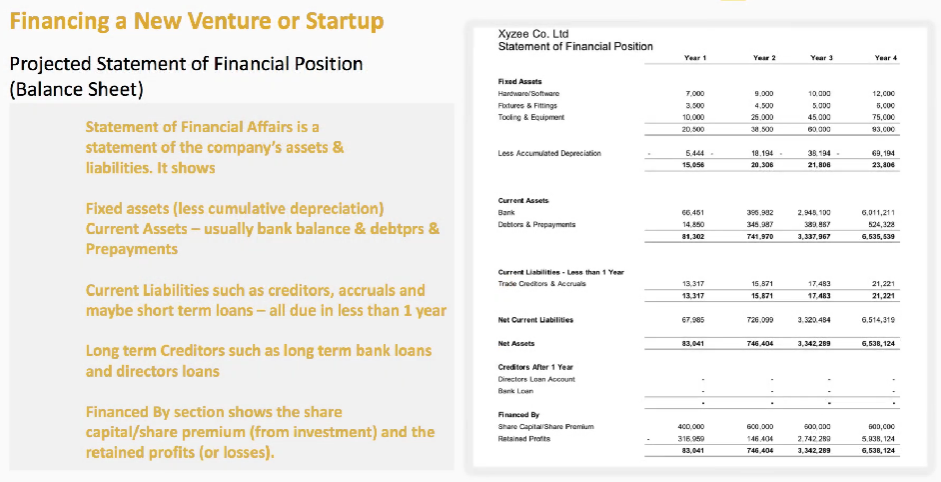 Financing a New Venture or Startup
Projected Statement of Financial Position
(Balance Sheet)
Statement of Financial Affairs is a
statement of the company's assets &
liabilities. It shows
Fixed assets (less cumulative depreciation)
Current Assets – usually bank balance & debtprs &
Prepayments
Current Liabilities such as creditors, accruals and
maybe short term loans – all due in less than 1 year
Long term Creditors such as long term bank loans
and directors loans
Financed By section shows the share
capital/share premium (from investment) and the
retained profits (or losses).
Xyzee Co. Ltd
Statement of Financial Position
Year 1 Year 2 Year 3 Year 4
Fixed Assets
Hardware/Software 7,000 9,000 10,000 12,000
Fixtures & Fittings 3,500 4,500 5,000 6,000
Tooling & Equipment 10,000 25,000 45,000 75,000
20,500 38,500 60,000 93,000
Less Accumulated Depreciation - 5,444 - 18,194 - 38,194 - 69,194
15,056 20,306 21,806 23,806
Current Assets
Bank 66,451 395,982 2,948,100 6,011,211
Debtors & Prepayments 14,850 345,987 389,867 524,328
81,302 741,970 3,337,967 6,535,539
Current Liabilities - Less than 1 Year
Trade Creditors & Accruals 13,317 15,871 17,483 21,221
13,317 15,871 17,483 21,221
Net Current Liabilities 67,985 726,099 3,320,484 6,514,319
Net Assets 83,041 746,404 3,342,289 6,538,124
Creditors After 1 Year
Directors Loan Account - - - -
Bank Loan - - - -
- - - -
Financed By
Share Capital/Share Premium 400,000 600,000 600,000 600,000
Retained Profits - 316,959 146,404 2,742,289 5,938,124
83,041 746,404 3,342,289 6,538,124